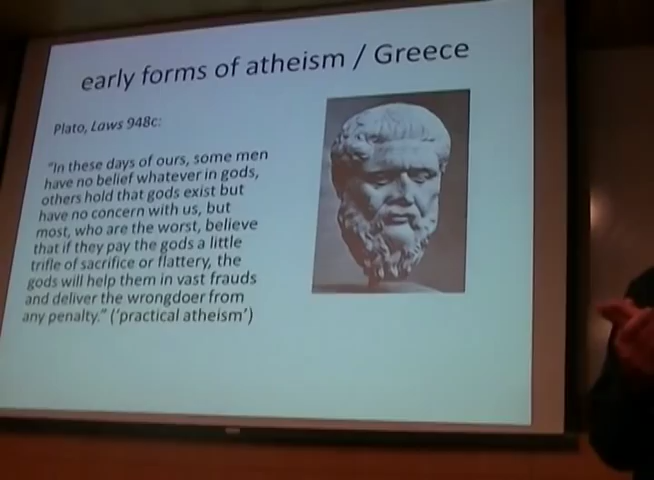 early forms of atheism / Greece
Plato, Laws 948c:
"In these days of ours, some men
have no belief whatever in gods,
others hold that gods exist but
have no concern with us, but
most, who are the worst, believe
that if they pay the gods a little
trifle of sacrifice or flattery, the
gods will help them in vast frauds
and deliver the wrongdoer from
any penalty." ('practical atheism')